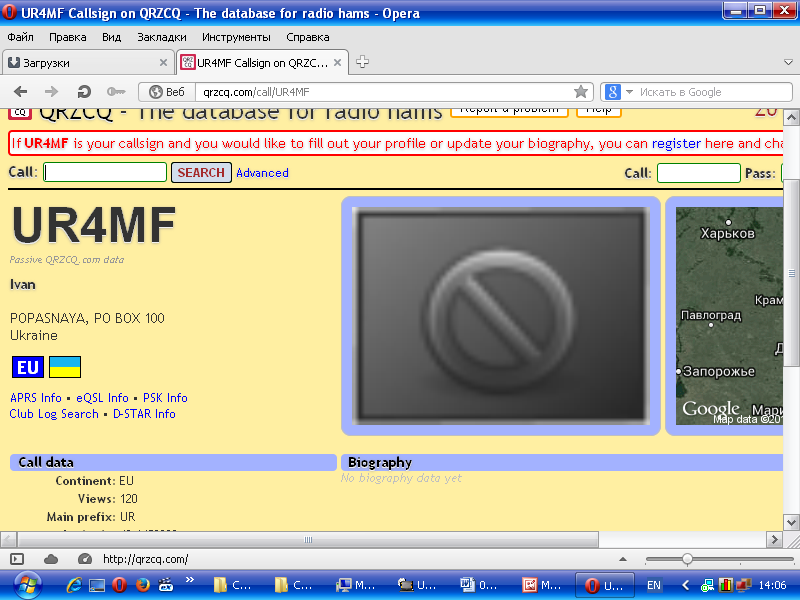 UR4MF Callsign on QRZCQ - The database for radio hams - Opera
Файл Правка Вид Закладки Инструменты Справка
Загрузки
QRZ CQ UR4MF Callsign on QRZC...
Веб qrzcq.com/call/UR4MF 8 Искать в Google
CQ QRZCQ - The database for radio hams Report a problem Help 20
If UR4MF is your callsign and you would like to fill out your profile or update your biography, you can register here and cha
Call: SEARCH Advanced Call: Pass:
UR4MF
Passive QRZCQ.com data
Ivan
POPASNAYA, PO BOX 100
Ukraine
EU
APRS Info • eQSL Info • PSK Info
Club Log Search • D-STAR Info
Харьков
Крам
Павлоград
Д
Запорожье
Google Мари
Map data ©201
Call data Biography
Continent: EU No biography data yet
Views: 120
Main prefix: UR
http://qrzcq.com/
C... C... M... U... 0... M... U... EN 14:06